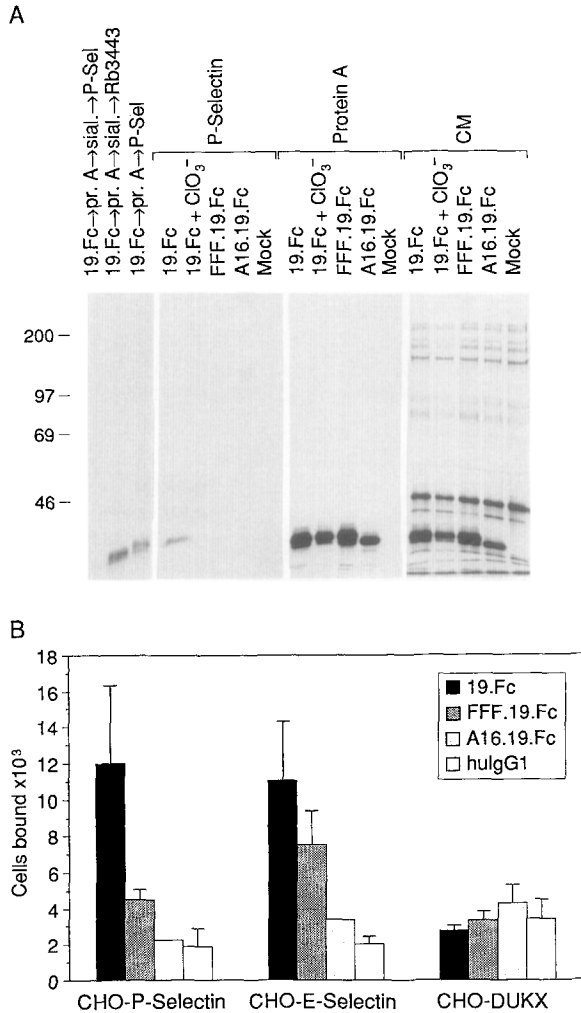 A
19.Fc→pr. A→sial.→P-Sel
19.Fc→pr. A→sial.→Rb3443
19.Fc→pr. A→P-Sel
P-Selectin
19.Fc
19.Fc + ClO₃⁻
FFF.19.Fc
A16.19.Fc
Mock
Protein A
19.Fc
19.Fc + ClO₃⁻
FFF.19.Fc
A16.19.Fc
Mock
CM
19.Fc
19.Fc + ClO₃⁻
FFF.19.Fc
A16.19.Fc
Mock
200
97
69
46
B
Cells bound x10³
18
16
14
12
10
8
6
4
2
0
19.Fc
FFF.19.Fc
A16.19.Fc
huIgG1
CHO-P-Selectin
CHO-E-Selectin
CHO-DUKX